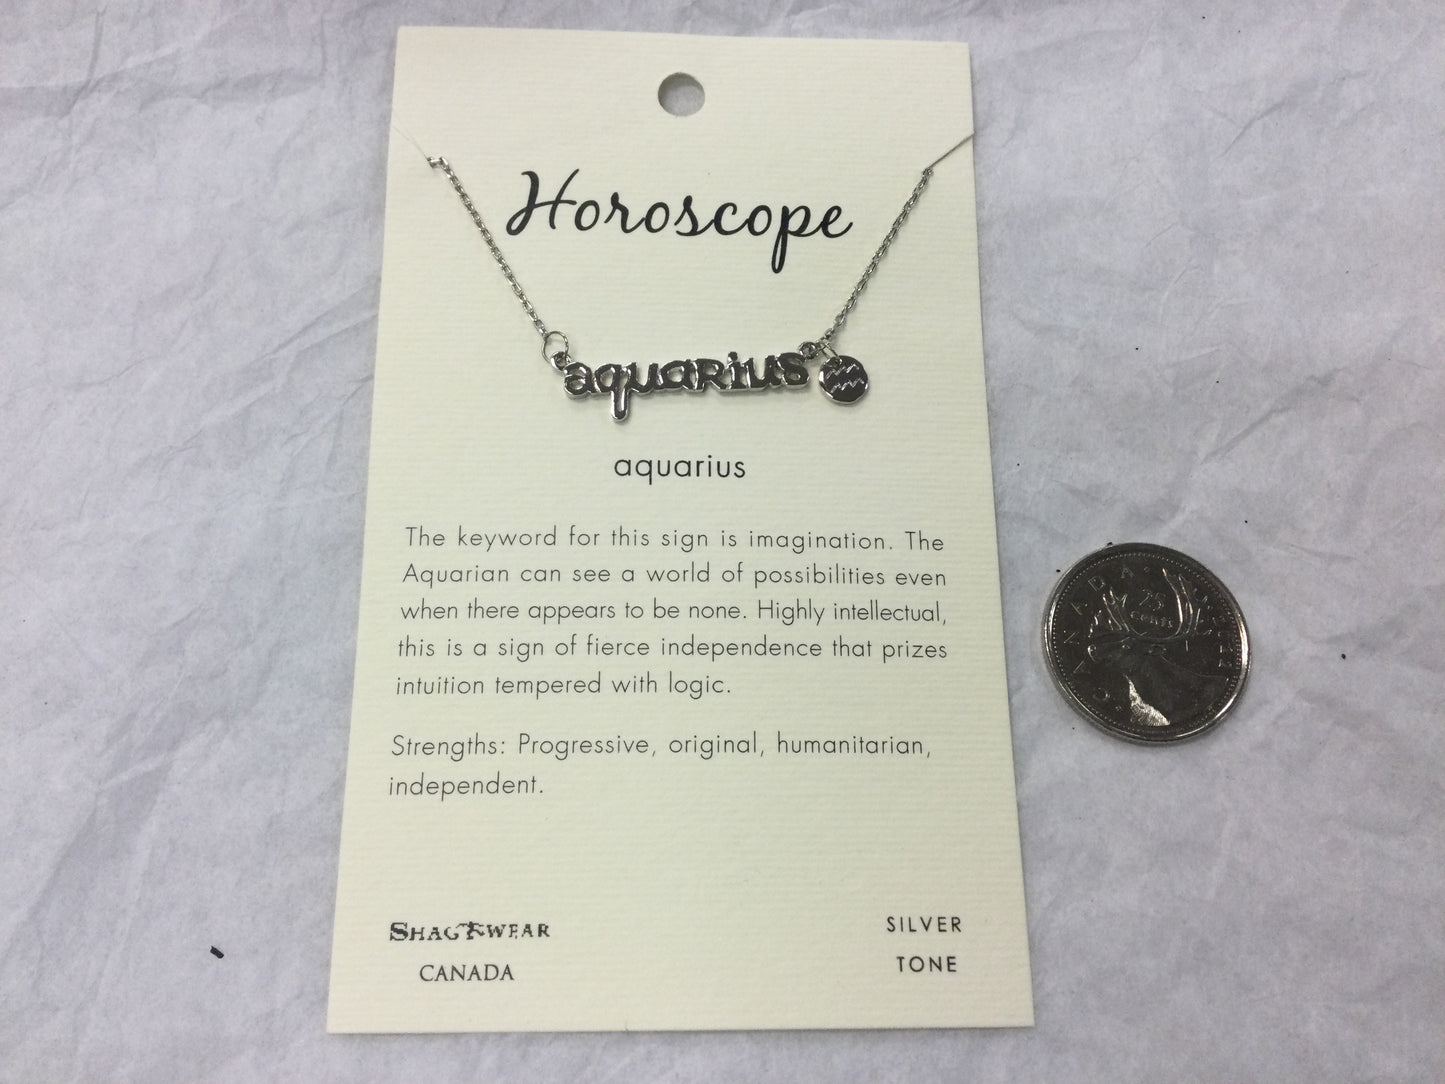 Horoscope
aquarius
aquarius
The keyword for this sign is imagination. The
Aquarian can see a world of possibilities even
when there appears to be none. Highly intellectual,
this is a sign of fierce independence that prizes
intuition tempered with logic.
Strengths: Progressive, original, humanitarian,
independent.
SHAGWEAR
CANADA
SILVER
TONE
CANADA
25
cents